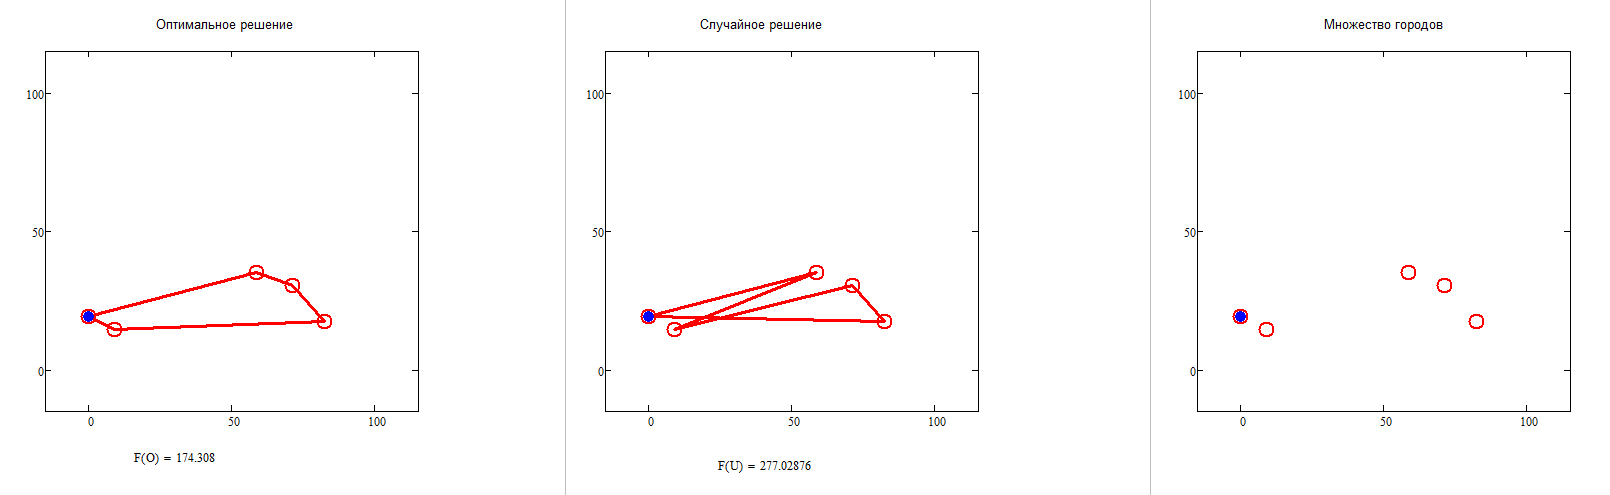 Оптимальное решение
100
50
0
0 50 100
F(O) = 174.308
Случайное решение
100
50
0
0 50 100
F(U) = 277.02876
Множество городов
100
50
0
0 50 100